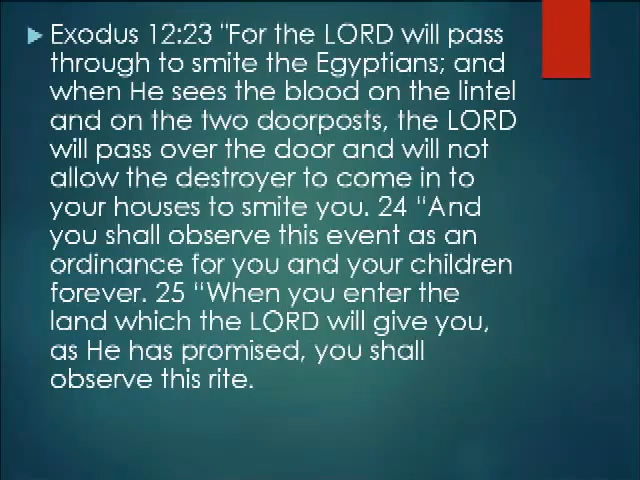 Exodus 12:23 "For the LORD will pass
through to smite the Egyptians; and
when He sees the blood on the lintel
and on the two doorposts, the LORD
will pass over the door and will not
allow the destroyer to come in to
your houses to smite you. 24 “And
you shall observe this event as an
ordinance for you and your children
forever. 25 “When you enter the
land which the LORD will give you,
as He has promised, you shall
observe this rite.